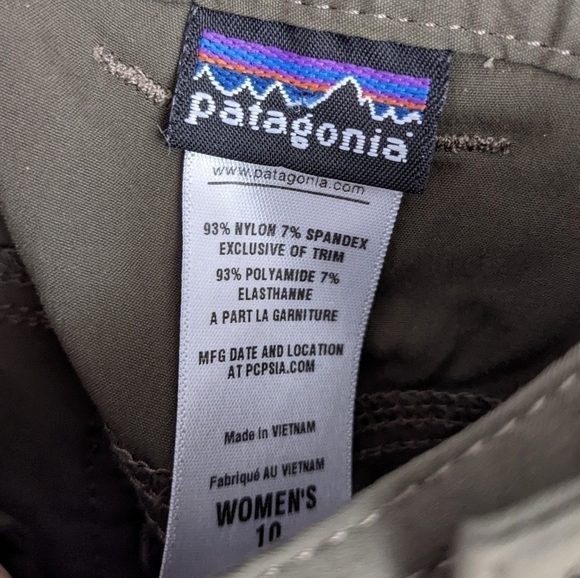 patagonia
www.patagonia.com
93% NYLON 7% SPANDEX
EXCLUSIVE OF TRIM
93% POLYAMIDE 7%
ELASTHANNE
A PART LA GARNITURE
MFG DATE AND LOCATION
AT PCPSIA.COM
Made in VIETNAM
Fabriqué AU VIETNAM
WOMEN'S
10